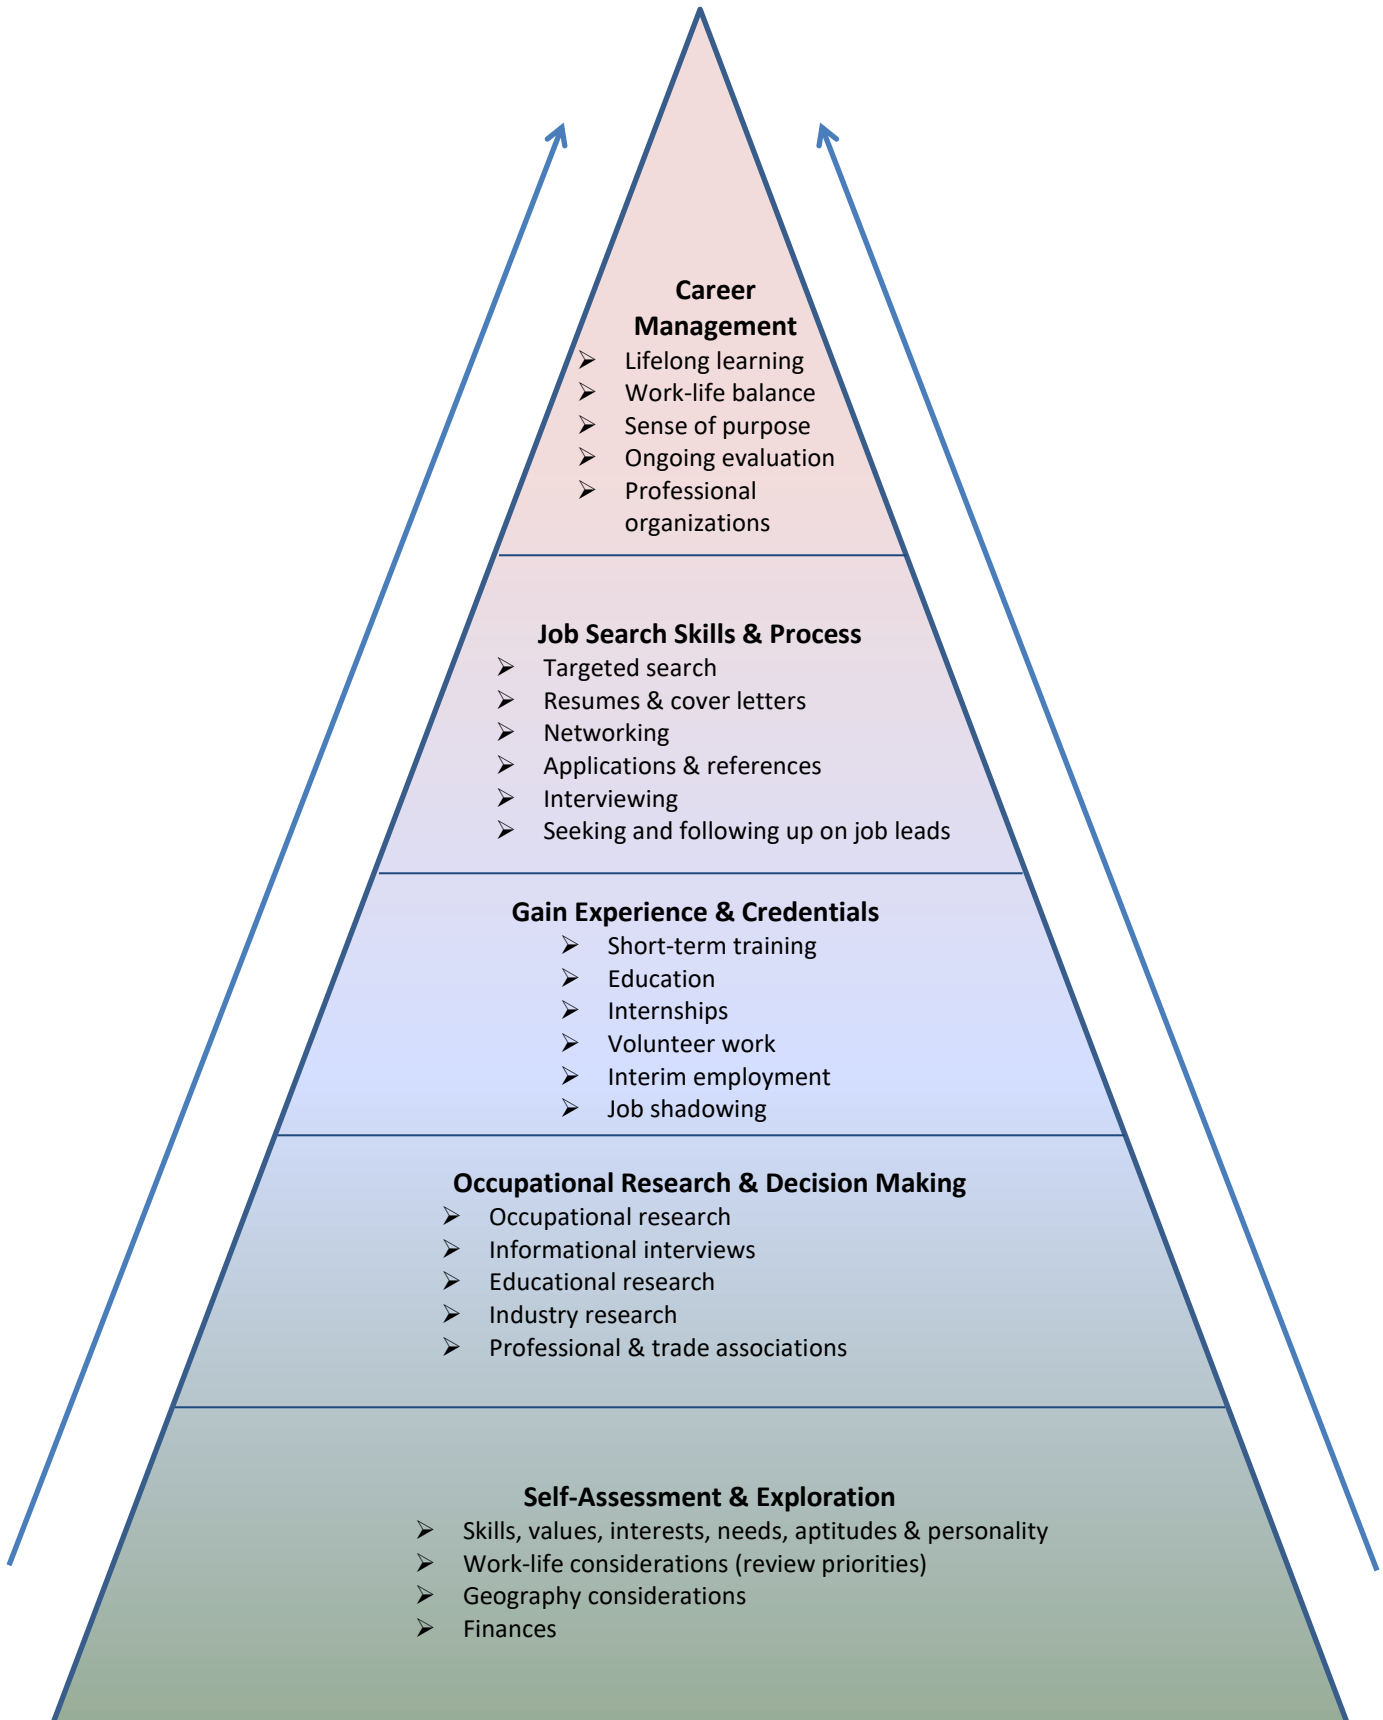 Career
Management
➢ Lifelong learning
➢ Work-life balance
➢ Sense of purpose
➢ Ongoing evaluation
➢ Professional
organizations
Job Search Skills & Process
➢ Targeted search
➢ Resumes & cover letters
➢ Networking
➢ Applications & references
➢ Interviewing
➢ Seeking and following up on job leads
Gain Experience & Credentials
➢ Short-term training
➢ Education
➢ Internships
➢ Volunteer work
➢ Interim employment
➢ Job shadowing
Occupational Research & Decision Making
➢ Occupational research
➢ Informational interviews
➢ Educational research
➢ Industry research
➢ Professional & trade associations
Self-Assessment & Exploration
➢ Skills, values, interests, needs, aptitudes & personality
➢ Work-life considerations (review priorities)
➢ Geography considerations
➢ Finances